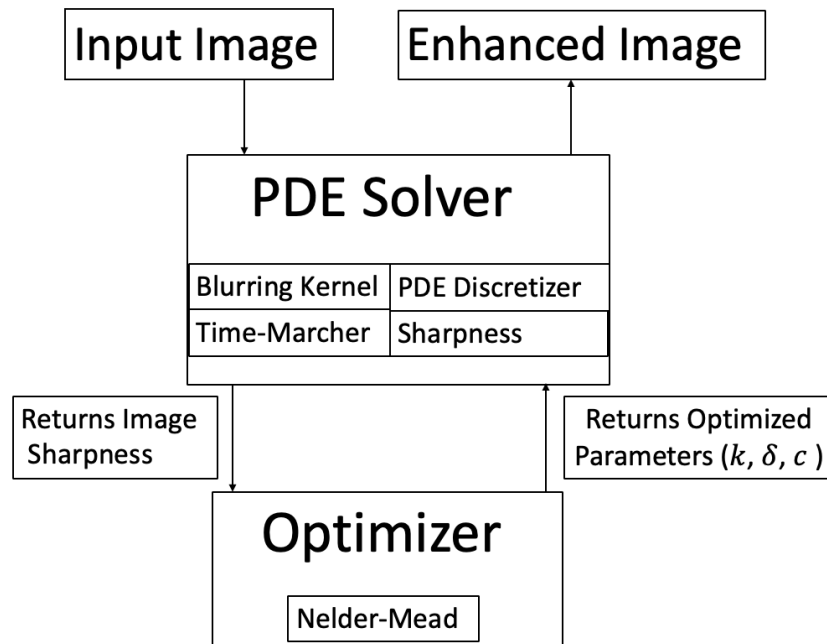 Input Image
Enhanced Image
PDE Solver
Blurring Kernel
PDE Discretizer
Time-Marcher
Sharpness
Returns Image
Sharpness
Returns Optimized
Parameters (k, δ, c )
Optimizer
Nelder-Mead